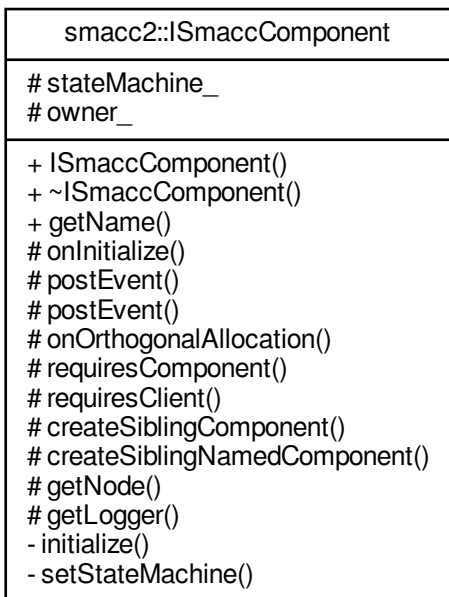 smacc2::ISmaccComponent
# stateMachine_
# owner_
+ ISmaccComponent()
+ ~ISmaccComponent()
+ getName()
# onInitialize()
# postEvent()
# postEvent()
# onOrthogonalAllocation()
# requiresComponent()
# requiresClient()
# createSiblingComponent()
# createSiblingNamedComponent()
# getNode()
# getLogger()
- initialize()
- setStateMachine()